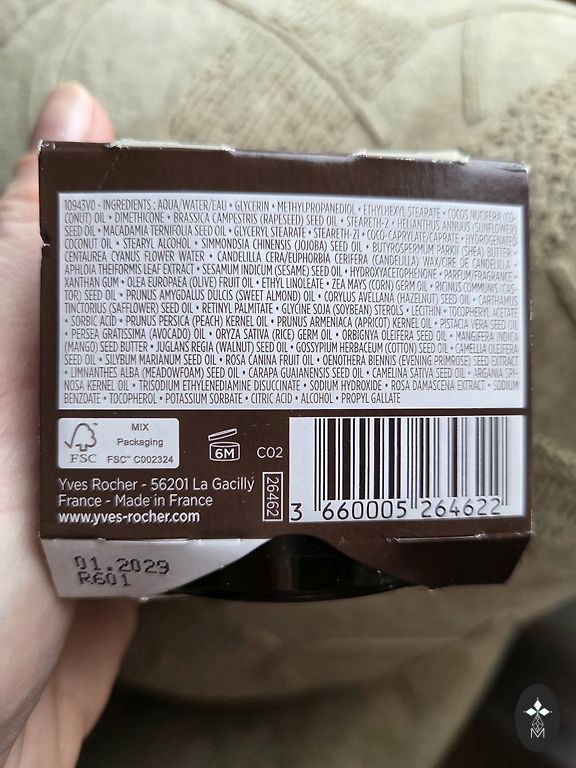 10943V0 - INGREDIENTS : AQUA/WATER/EAU • GLYCERIN • METHYLPROPANEDIOL • ETHYLHEXYL STEARATE • COCOS NUCIFERA (CO-
CONUT) OIL • DIMETHICONE • BRASSICA CAMPESTRIS (RAPESEED) SEED OIL • STEARETH-2 • HELIANTHUS ANNUUS (SUNFLOWER)
SEED OIL • MACADAMIA TERNIFOLIA SEED OIL • GLYCERYL STEARATE • STEARETH-21 • COCO-CAPRYLATE/CAPRATE • HYDROGENATED
COCONUT OIL • STEARYL ALCOHOL • SIMMONDSIA CHINENSIS (JOJOBA) SEED OIL • BUTYROSPERMUM PARKII (SHEA) BUTTER •
CENTAUREA CYANUS FLOWER WATER • CANDELILLA CERA/EUPHORBIA CERIFERA (CANDELILLA) WAX/CIRE DE CANDELILLA •
APHLOIA THEIFORMIS LEAF EXTRACT • SESAMUM INDICUM (SESAME) SEED OIL • HYDROXYACETOPHENONE • PARFUM/FRAGRANCE •
XANTHAN GUM • OLEA EUROPAEA (OLIVE) FRUIT OIL • ETHYL LINOLEATE • ZEA MAYS (CORN) GERM OIL • RICINUS COMMUNIS (CAS-
TOR) SEED OIL • PRUNUS AMYGDALUS DULCIS (SWEET ALMOND) OIL • CORYLUS AVELLANA (HAZELNUT) SEED OIL • CARTHAMUS
TINCTORIUS (SAFFLOWER) SEED OIL • RETINYL PALMITATE • GLYCINE SOJA (SOYBEAN) STEROLS • LECITHIN • TOCOPHERYL ACETATE
• SORBIC ACID • PRUNUS PERSICA (PEACH) KERNEL OIL • PRUNUS ARMENIACA (APRICOT) KERNEL OIL • PISTACIA VERA SEED OIL
• PERSEA GRATISSIMA (AVOCADO) OIL • ORYZA SATIVA (RICE) GERM OIL • ORBIGNYA OLEIFERA SEED OIL • MANGIFERA INDICA
(MANGO) SEED BUTTER • JUGLANS REGIA (WALNUT) SEED OIL • GOSSYPIUM HERBACEUM (COTTON) SEED OIL • CAMELLIA OLEIFERA
SEED OIL • SILYBUM MARIANUM SEED OIL • ROSA CANINA FRUIT OIL • OENOTHERA BIENNIS (EVENING PRIMROSE) SEED EXTRACT
• LIMNANTHES ALBA (MEADOWFOAM) SEED OIL • CARAPA GUAIANENSIS SEED OIL • CAMELINA SATIVA SEED OIL • ARGANIA SPI-
NOSA KERNEL OIL • TRISODIUM ETHYLENEDIAMINE DISUCCINATE • SODIUM HYDROXIDE • ROSA DAMASCENA EXTRACT • SODIUM
BENZOATE • TOCOPHEROL • POTASSIUM SORBATE • CITRIC ACID • ALCOHOL • PROPYL GALLATE
MIX
Packaging
FSC FSC™ C002324
6M
C02
26462
Yves Rocher - 56201 La Gacilly
France - Made in France
www.yves-rocher.com
3 660005 264622
01.2029
R601
M